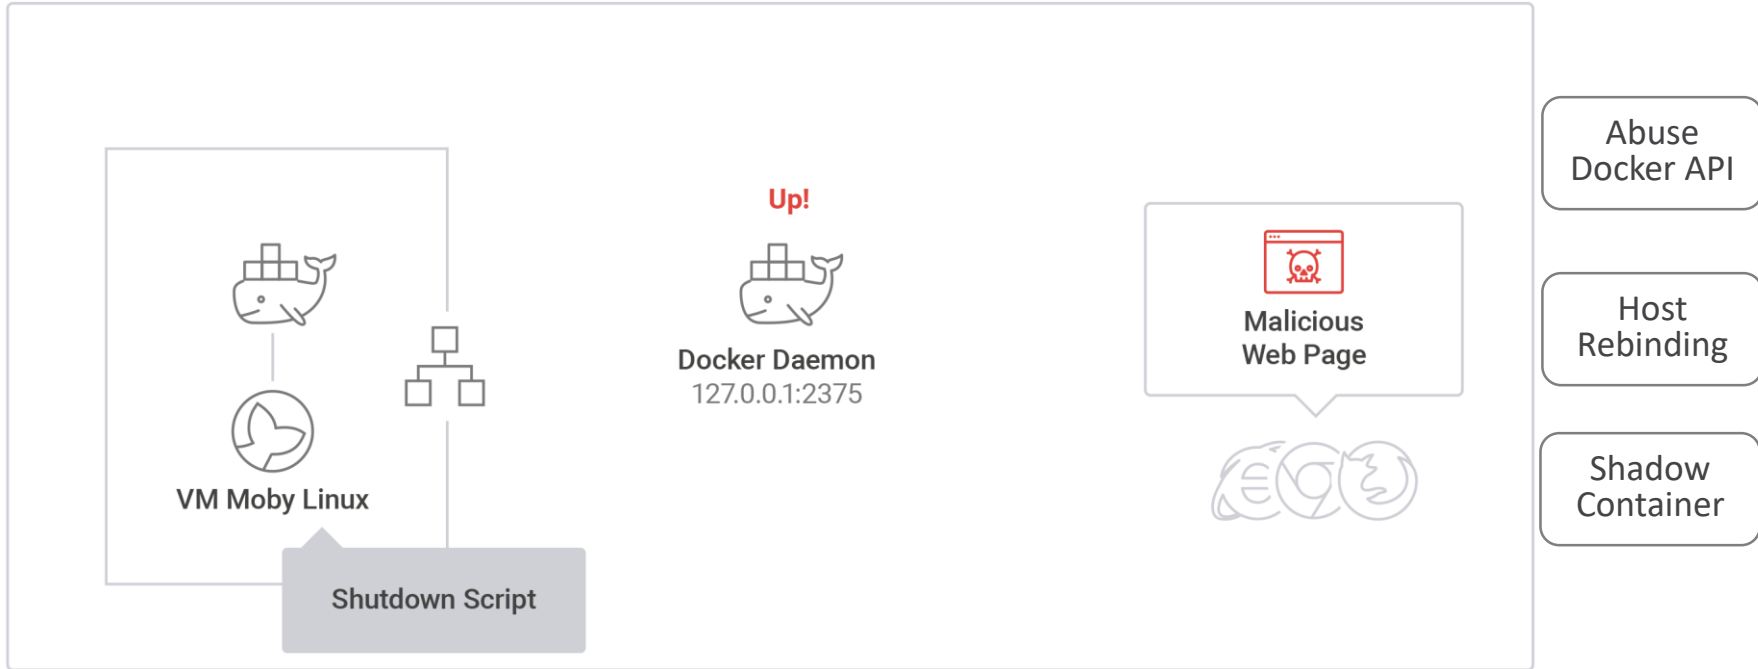 Up!
Docker Daemon
127.0.0.1:2375
VM Moby Linux
Shutdown Script
Malicious
Web Page
Abuse
Docker API
Host
Rebinding
Shadow
Container